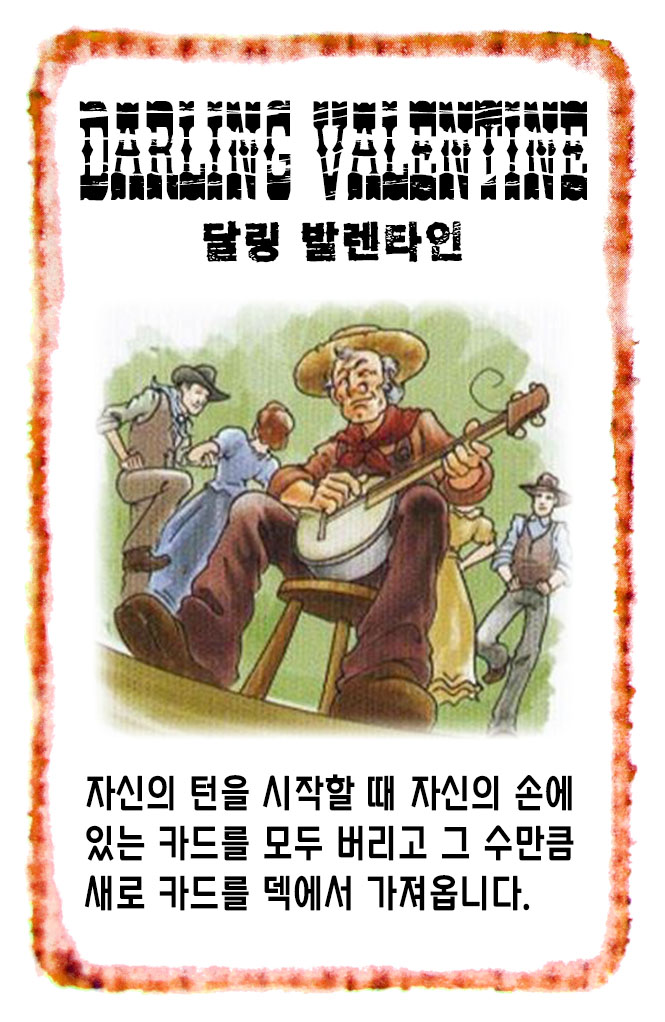 DARLING VALENTINE
달링 발렌타인
자신의 턴을 시작할 때 자신의 손에
있는 카드를 모두 버리고 그 수만큼
새로 카드를 덱에서 가져옵니다.